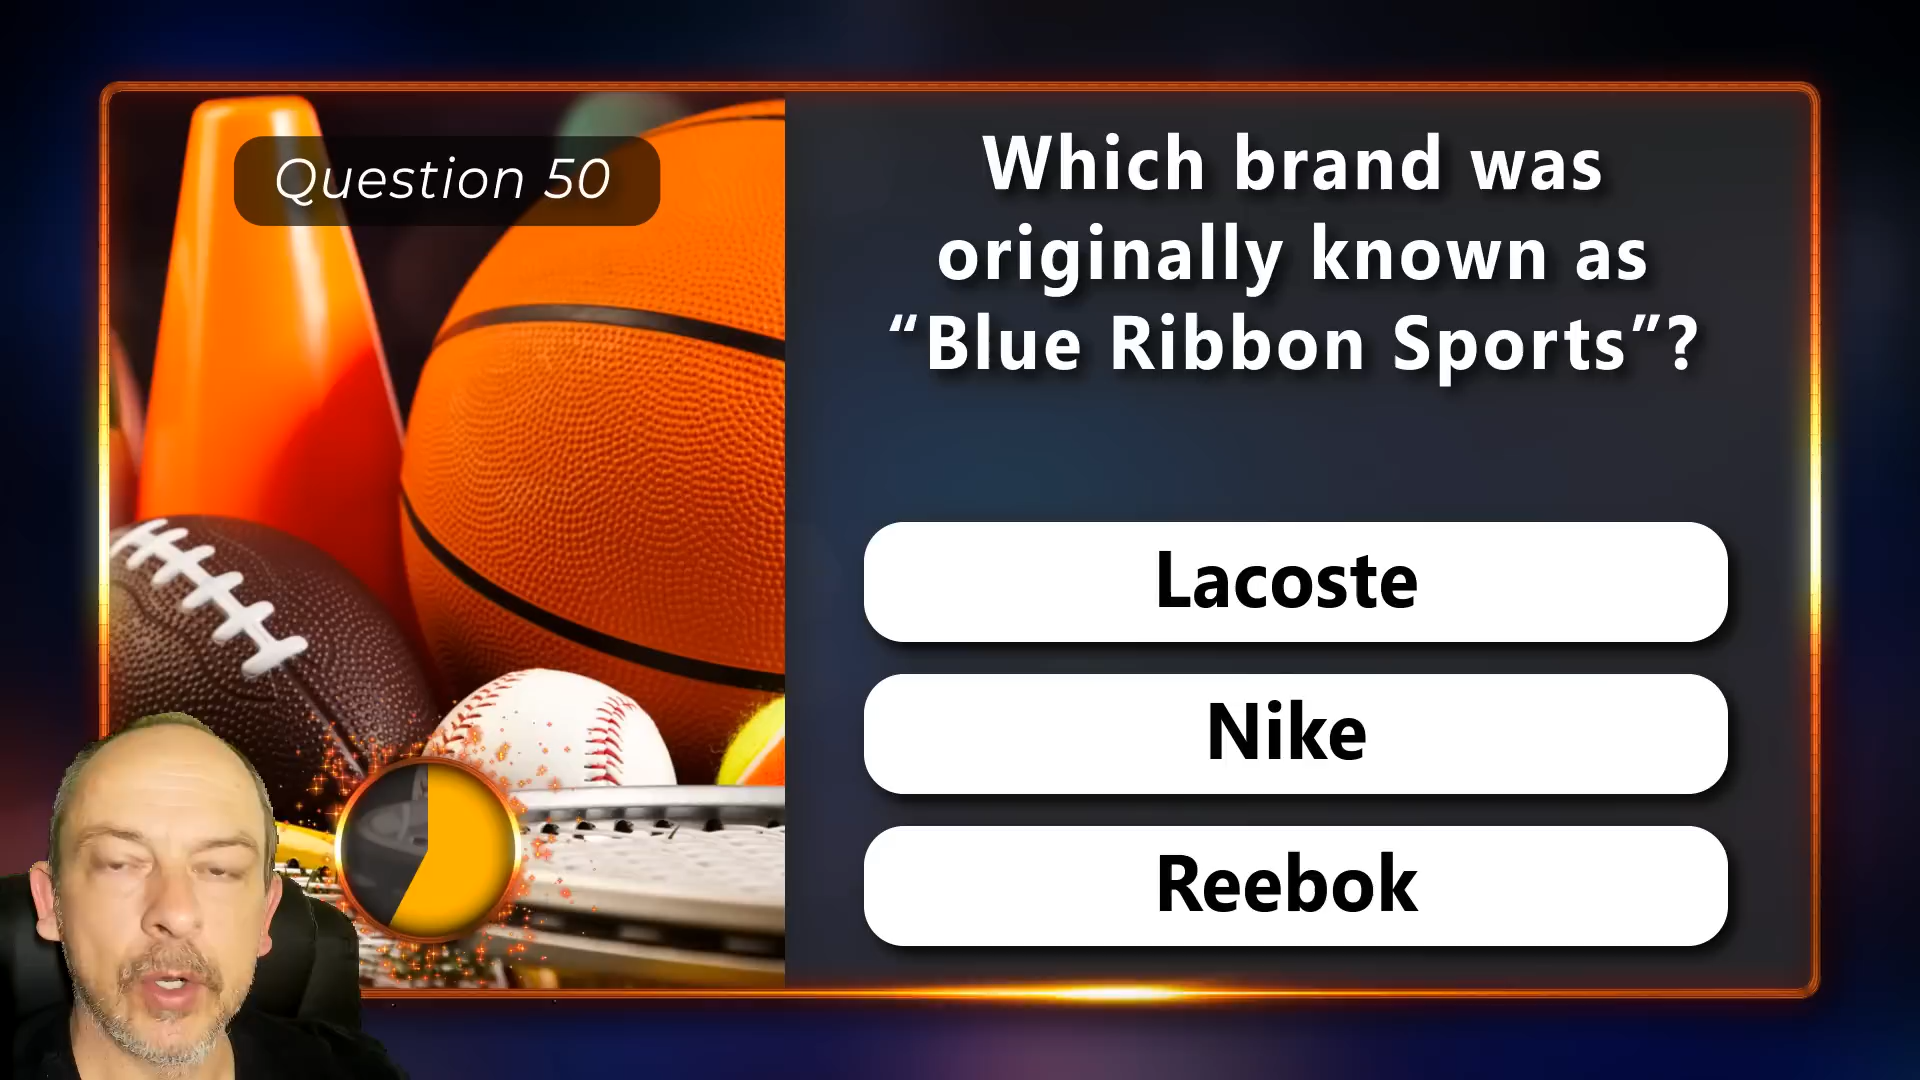 Question 50
Which brand was
originally known as
“Blue Ribbon Sports”?
Lacoste
Nike
Reebok